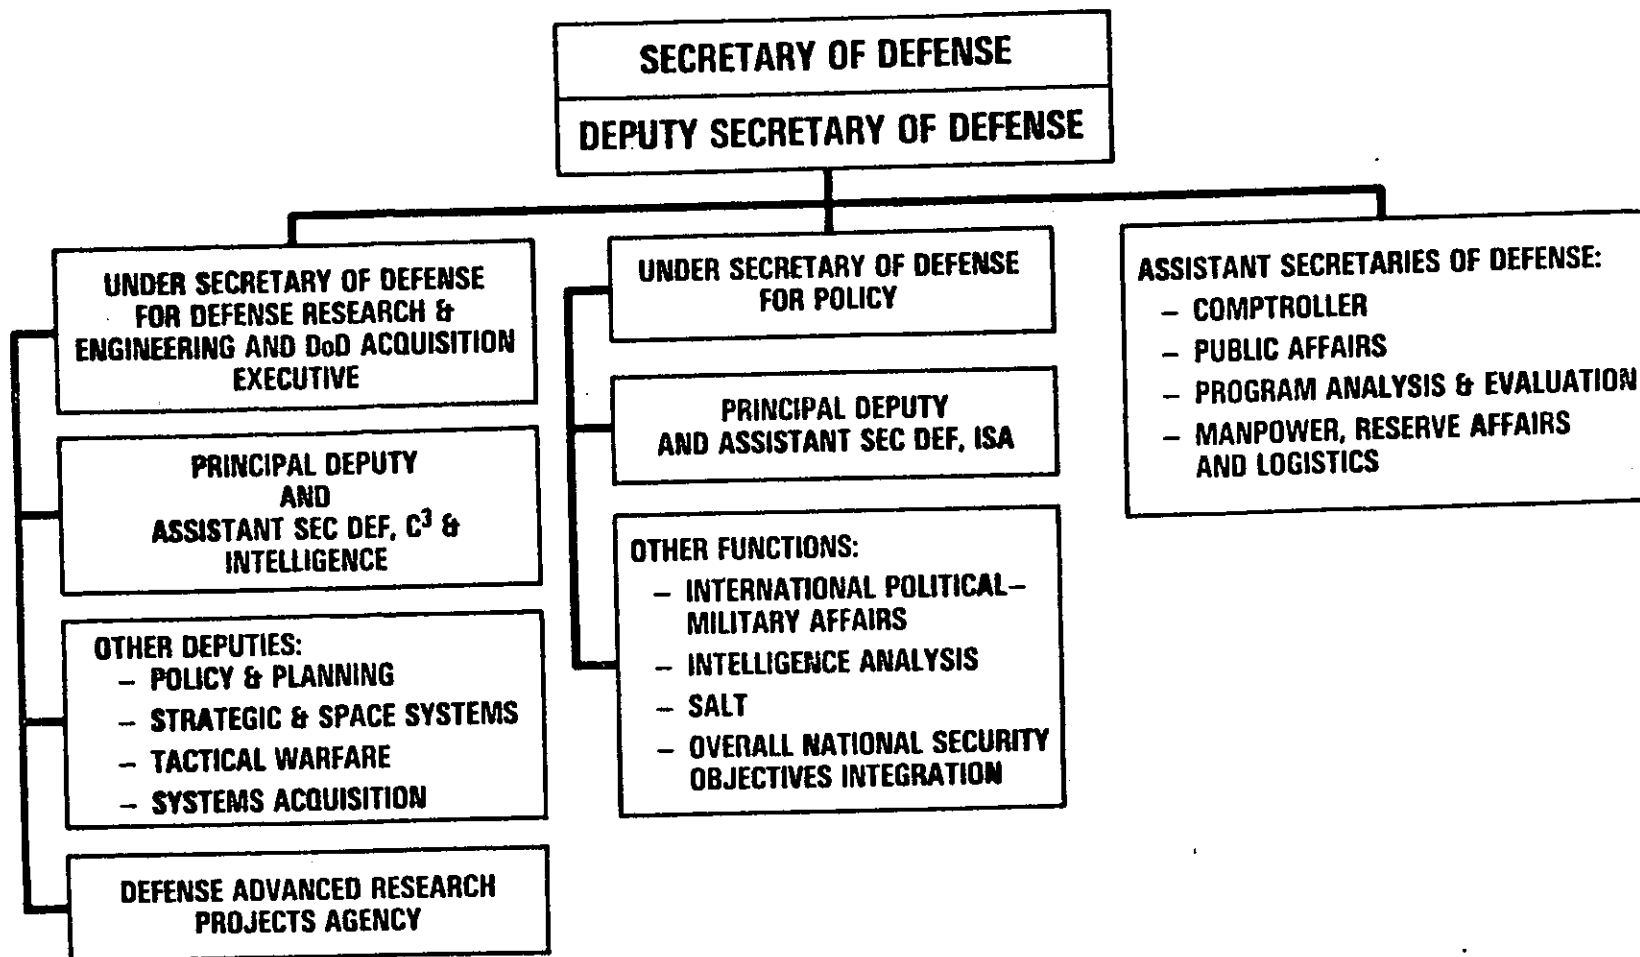 SECRETARY OF DEFENSE
DEPUTY SECRETARY OF DEFENSE
UNDER SECRETARY OF DEFENSE
FOR DEFENSE RESEARCH &
ENGINEERING AND DoD ACQUISITION
EXECUTIVE
PRINCIPAL DEPUTY
AND
ASSISTANT SEC DEF, C³ &
INTELLIGENCE
OTHER DEPUTIES:
– POLICY & PLANNING
– STRATEGIC & SPACE SYSTEMS
– TACTICAL WARFARE
– SYSTEMS ACQUISITION
DEFENSE ADVANCED RESEARCH
PROJECTS AGENCY
UNDER SECRETARY OF DEFENSE
FOR POLICY
PRINCIPAL DEPUTY
AND ASSISTANT SEC DEF, ISA
OTHER FUNCTIONS:
– INTERNATIONAL POLITICAL–
MILITARY AFFAIRS
– INTELLIGENCE ANALYSIS
– SALT
– OVERALL NATIONAL SECURITY
OBJECTIVES INTEGRATION
ASSISTANT SECRETARIES OF DEFENSE:
– COMPTROLLER
– PUBLIC AFFAIRS
– PROGRAM ANALYSIS & EVALUATION
– MANPOWER, RESERVE AFFAIRS
AND LOGISTICS